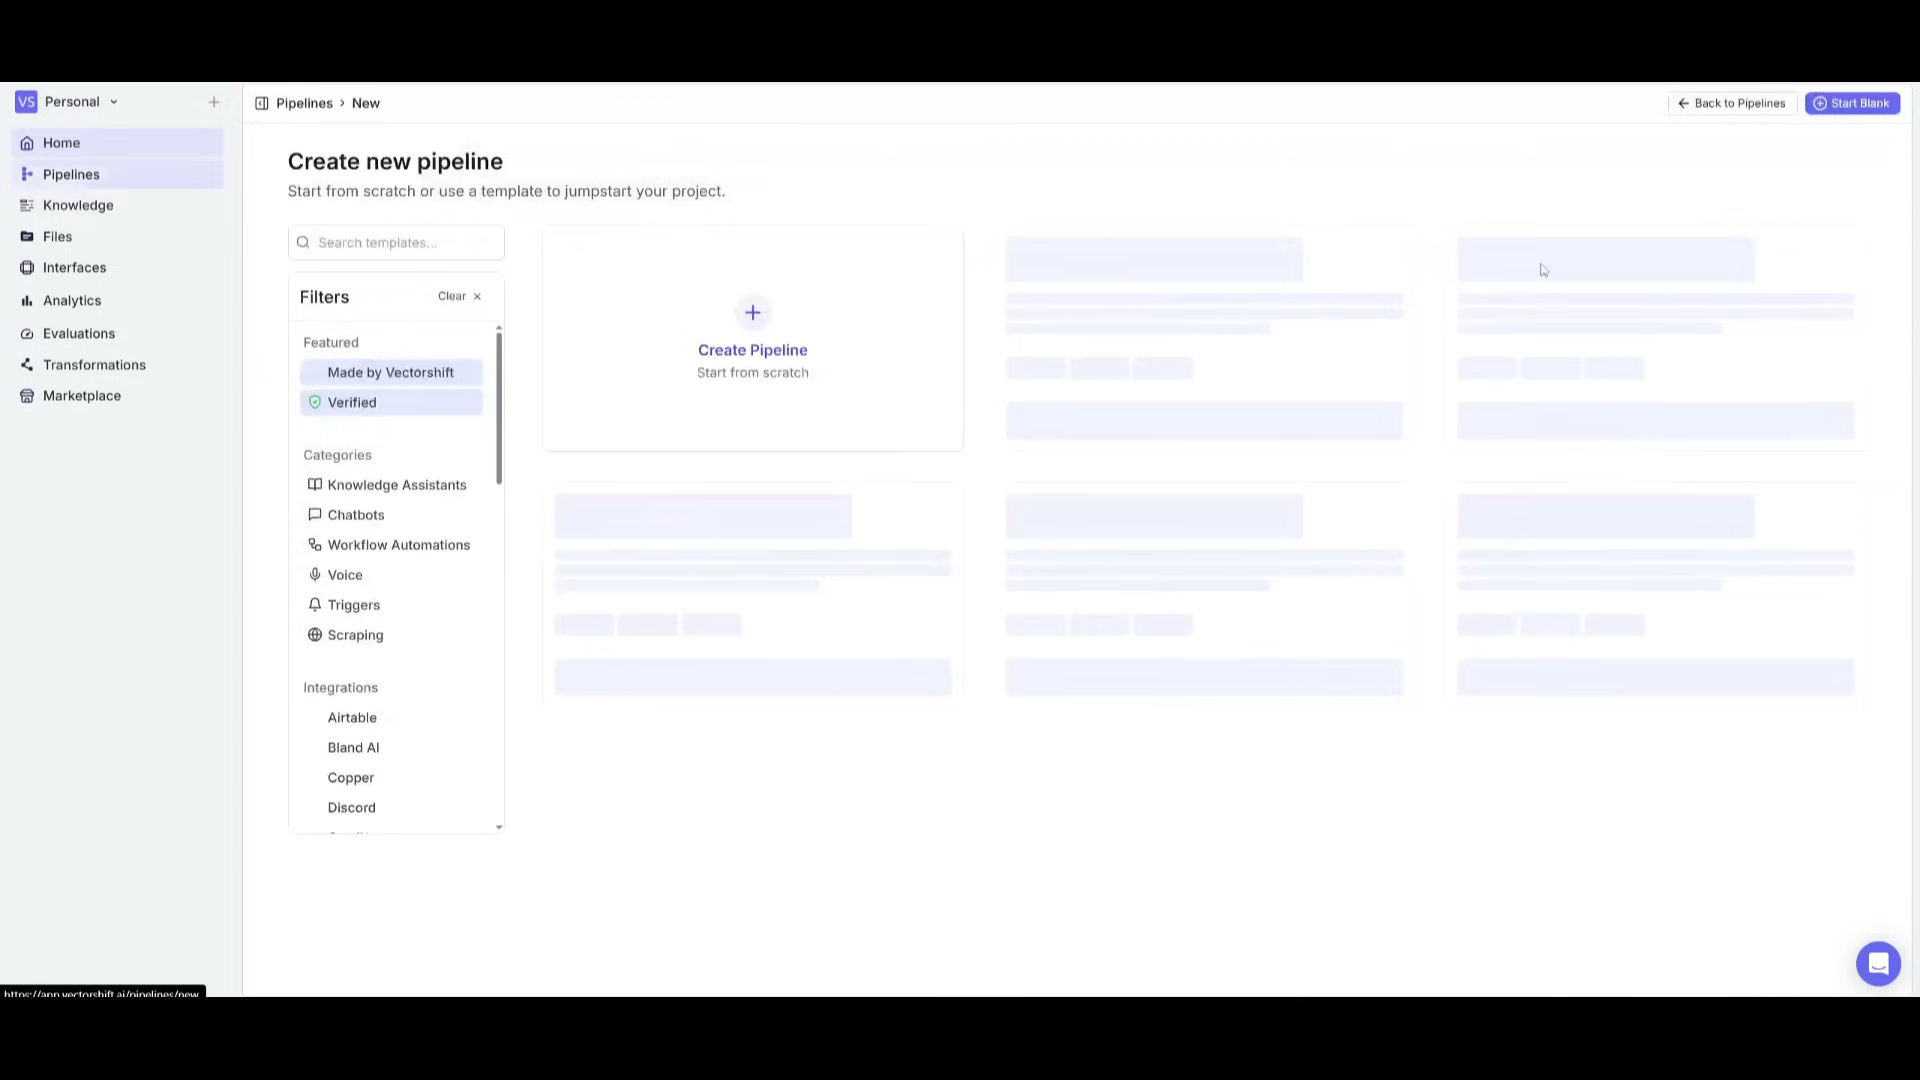 VS Personal
Home
Pipelines
Knowledge
Files
Interfaces
Analytics
Evaluations
Transformations
Marketplace
Pipelines › New
Back to Pipelines
Start Blank
Create new pipeline
Start from scratch or use a template to jumpstart your project.
Search templates...
Filters
Clear
Featured
Made by Vectorshift
Verified
Categories
Knowledge Assistants
Chatbots
Workflow Automations
Voice
Triggers
Scraping
Integrations
Airtable
Bland AI
Copper
Discord
Create Pipeline
Start from scratch
https://app.vectorshift.ai/pipelines/new